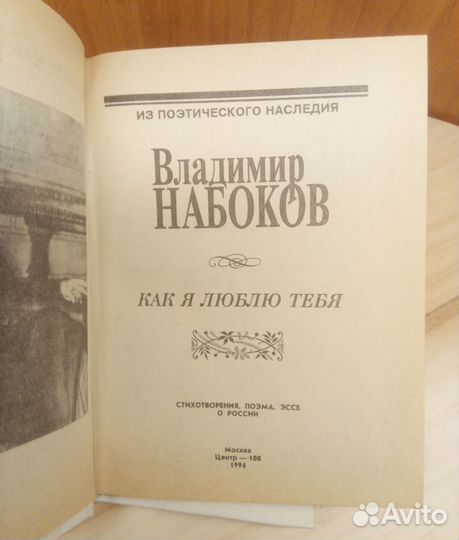 ИЗ ПОЭТИЧЕСКОГО НАСЛЕДИЯ
Владимир
НАБОКОВ
КАК Я ЛЮБЛЮ ТЕБЯ
СТИХОТВОРЕНИЯ, ПОЭМА, ЭССЕ
О РОССИИ
Москва
Центр — 100
1994
Avito